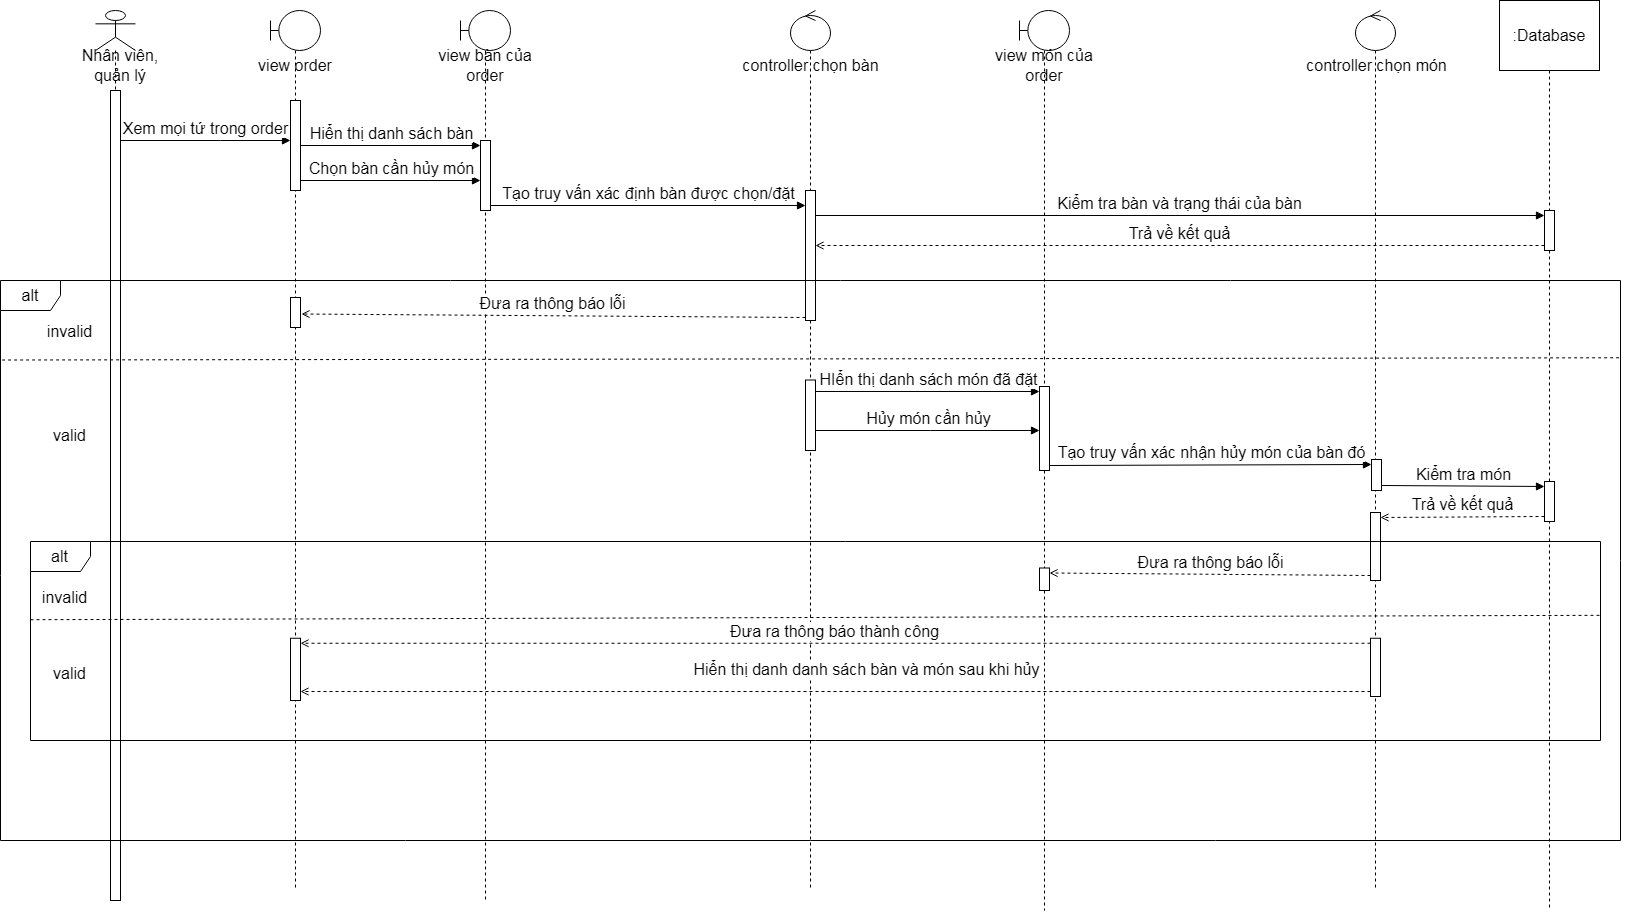 Nhân viên,
quản lý
view order
view bàn của
order
controller chọn bàn
view món của
order
controller chọn món
:Database
Xem mọi tứ trong order
Hiển thị danh sách bàn
Chọn bàn cần hủy món
Tạo truy vấn xác định bàn được chọn/đặt
Kiểm tra bàn và trạng thái của bàn
Trả về kết quả
alt
Đưa ra thông báo lỗi
invalid
HIển thị danh sách món đã đặt
Hủy món cần hủy
valid
Tạo truy vấn xác nhận hủy món của bàn đó
Kiểm tra món
Trả về kết quả
alt
Đưa ra thông báo lỗi
invalid
Đưa ra thông báo thành công
Hiển thị danh danh sách bàn và món sau khi hủy
valid